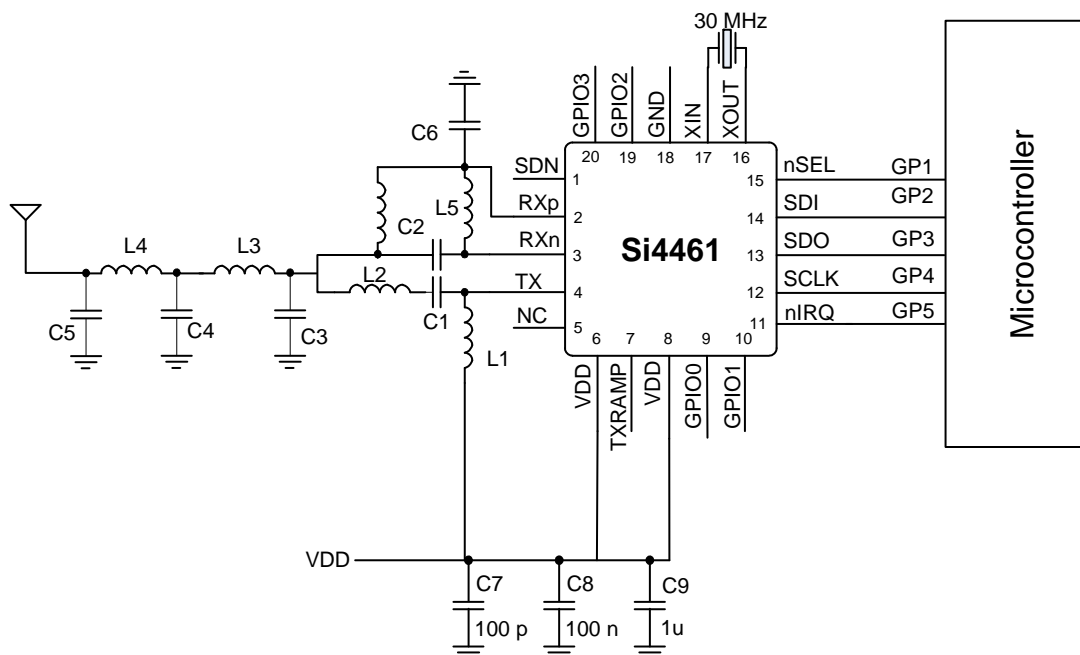 30 MHz
GPIO3
GPIO2
GND
XIN
XOUT
C6
20
19
18
17
16
SDN
1
15
nSEL
GP1
RXp
2
14
SDI
GP2
L5
C2
RXn
3
Si4461
13
SDO
GP3
L4
L3
L2
C1
TX
4
12
SCLK
GP4
NC
5
11
nIRQ
GP5
Microcontroller
C5
C4
C3
L1
6
7
8
9
10
VDD
TXRAMP
VDD
GPIO0
GPIO1
VDD
C7
C8
C9
100 p
100 n
1u